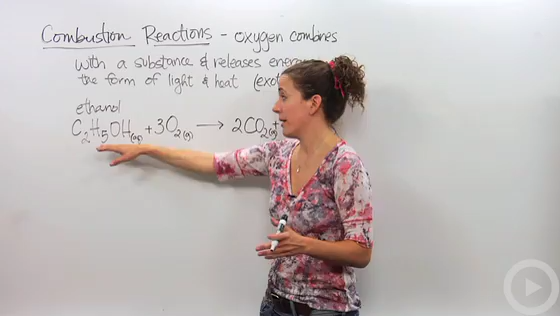 Combustion Reactions - oxygen combines
with a substance & releases energy
the form of light & heat (exot
ethanol
C₂H₅OH(aq) + 3O₂(g) → 2CO₂(g) +